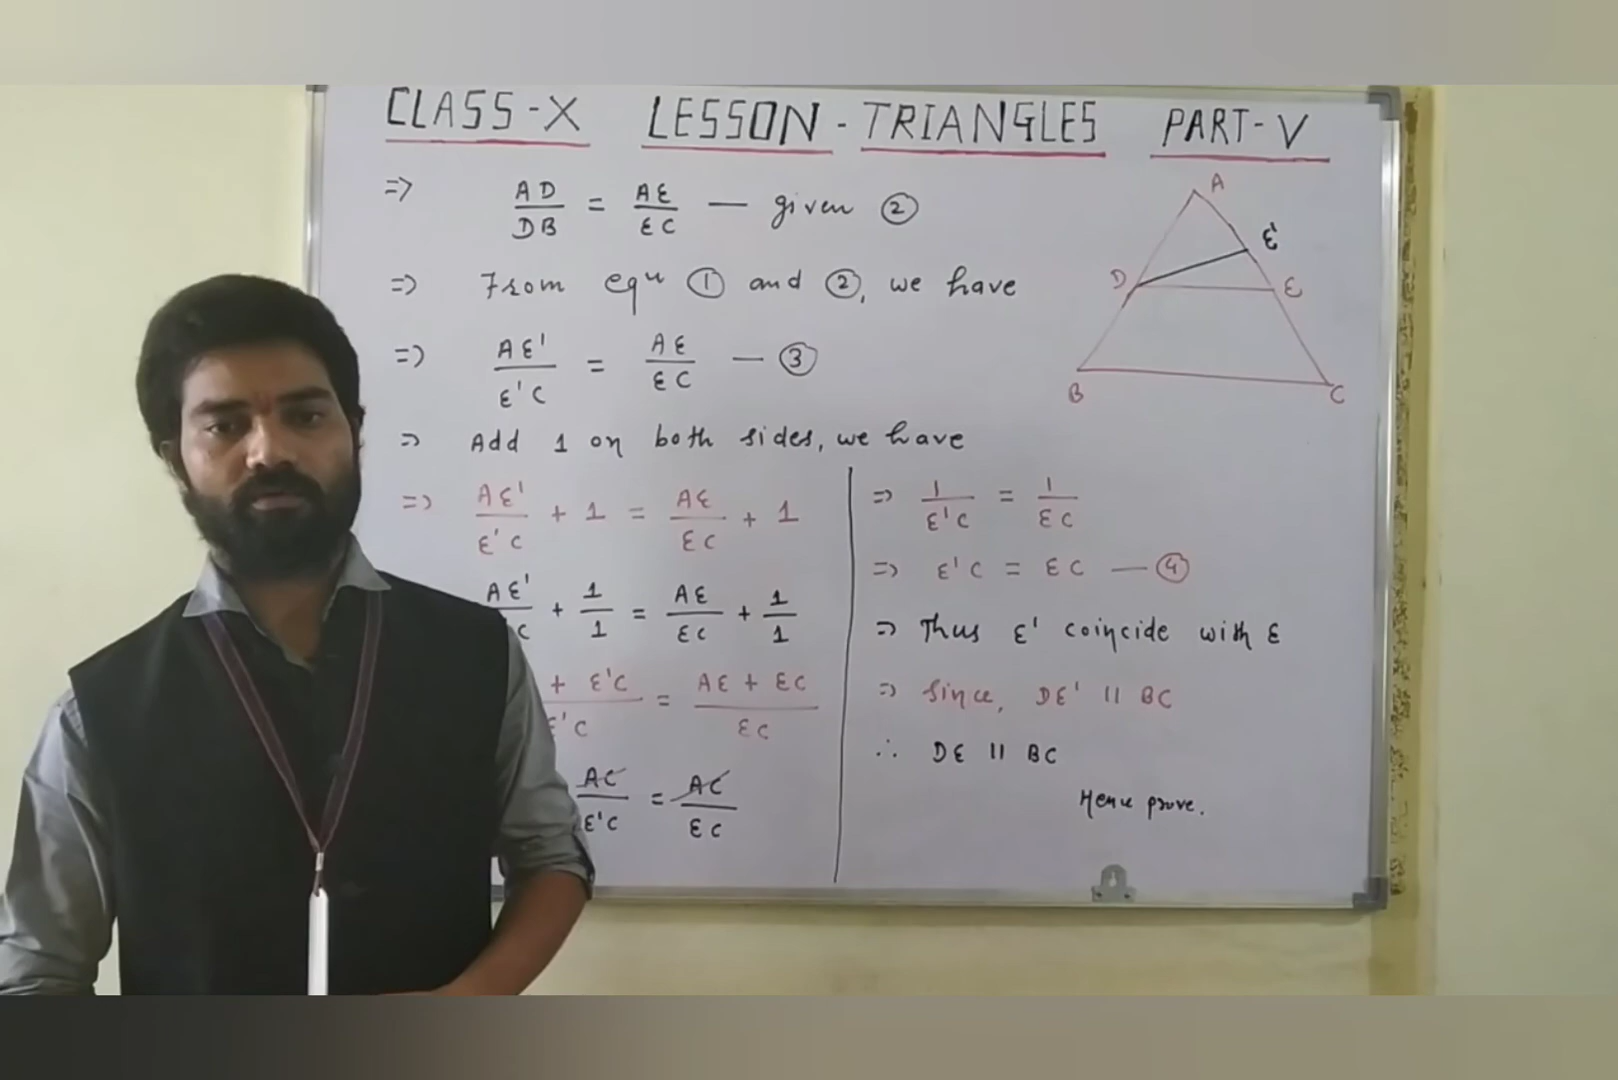 CLASS-X LESSON-TRIANGLES PART-V
=> AD/DB = AE/EC — given ②
=> From equn ① and ②, we have
=> AE'/E'C = AE/EC — ③
=> Add 1 on both sides, we have
=> AE'/E'C + 1 = AE/EC + 1
AE'/C + 1/1 = AE/EC + 1/1
+ E'C/E'C = AE + EC/EC
AC/E'C = AC/EC
=> 1/E'C = 1/EC
=> E'C = EC — ④
=> Thus E' coincide with E
=> Since, DE' || BC
∴ DE || BC
Hence prove.
A
E'
D E
B C